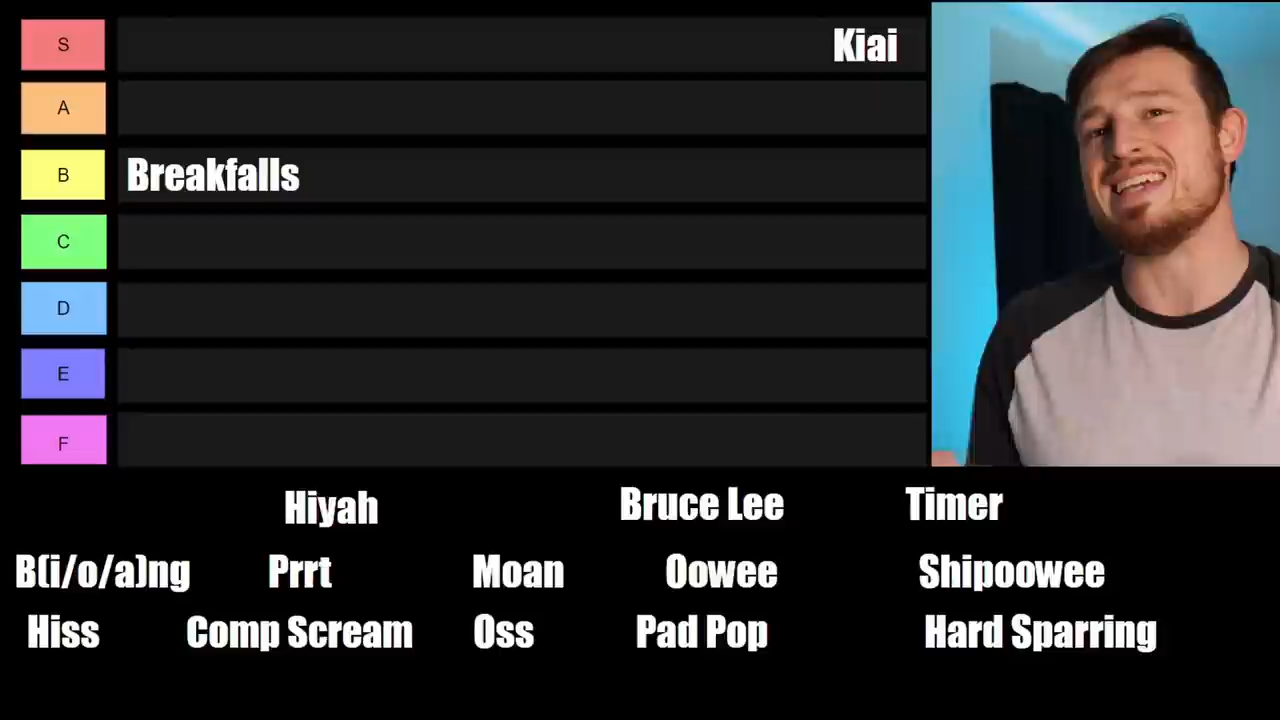 S Kiai
A
B Breakfalls
C
D
E
F
Hiyah Bruce Lee Timer
B(i/o/a)ng Prrt Moan Oowee Shipoowee
Hiss Comp Scream Oss Pad Pop Hard Sparring